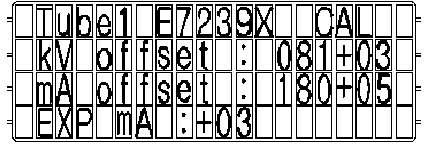 Tube1 E7239X CAL
kV offset : 081+03
mA offset : 180+05
EXP mA :+03